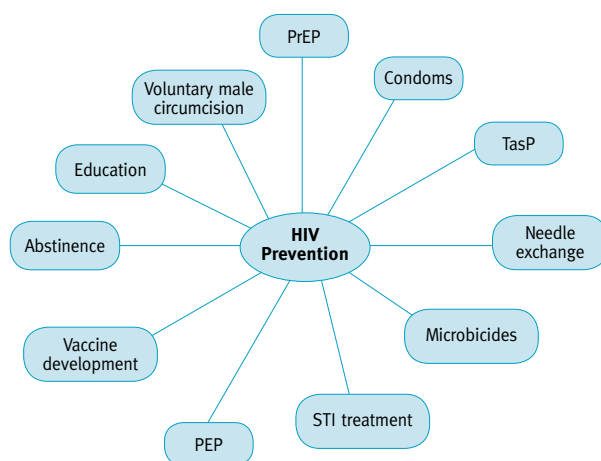 PrEP
Condoms
TasP
Needle
exchange
Microbicides
STI treatment
PEP
Vaccine
development
Abstinence
Education
Voluntary male
circumcision
HIV
Prevention